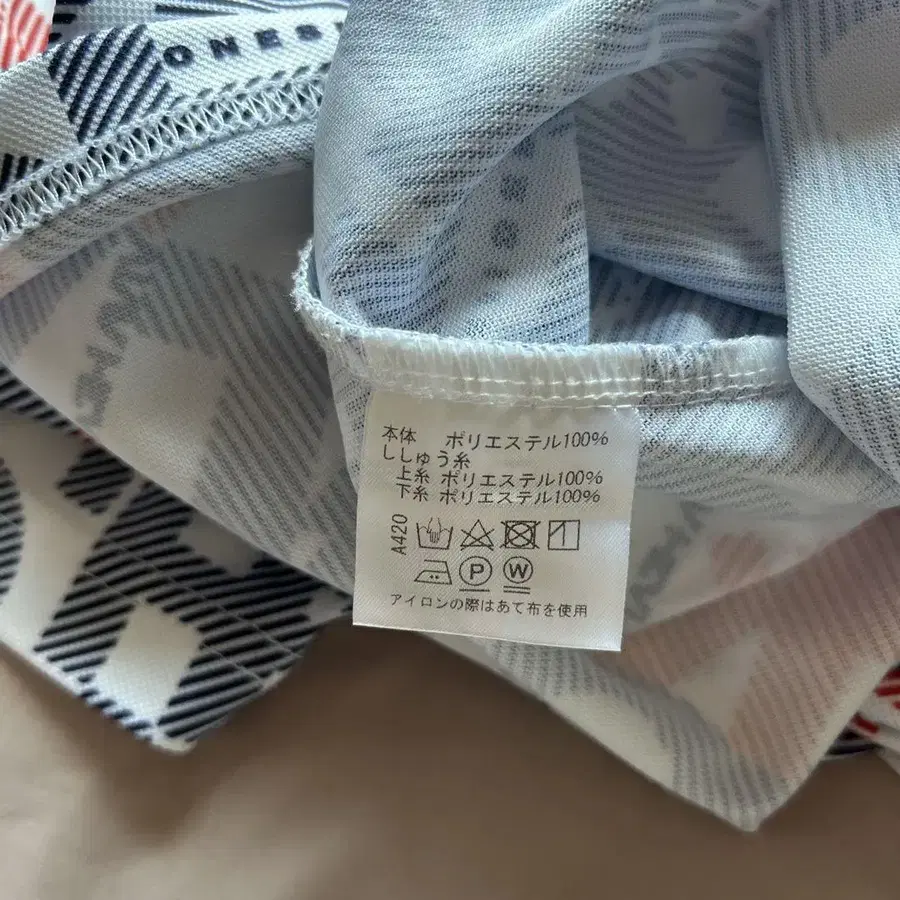 ONES
本体 ポリエステル100%
ししゅう糸
上糸 ポリエステル100%
下糸 ポリエステル100%
A420
P W
アイロンの際はあて布を使用